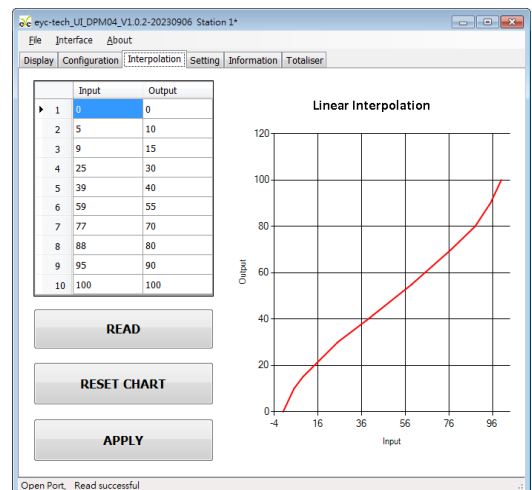 eyc-tech_UI_DPM04_V1.0.2-20230906 Station 1*
File Interface About
Display Configuration Interpolation Setting Information Totaliser
Input Output
1 0 0
2 5 10
3 9 15
4 25 30
5 39 40
6 59 55
7 77 70
8 88 80
9 95 90
10 100 100
READ
RESET CHART
APPLY
Linear Interpolation
120
100
80
60
40
20
0
Output
-4 16 36 56 76 96
Input
Open Port, Read successful